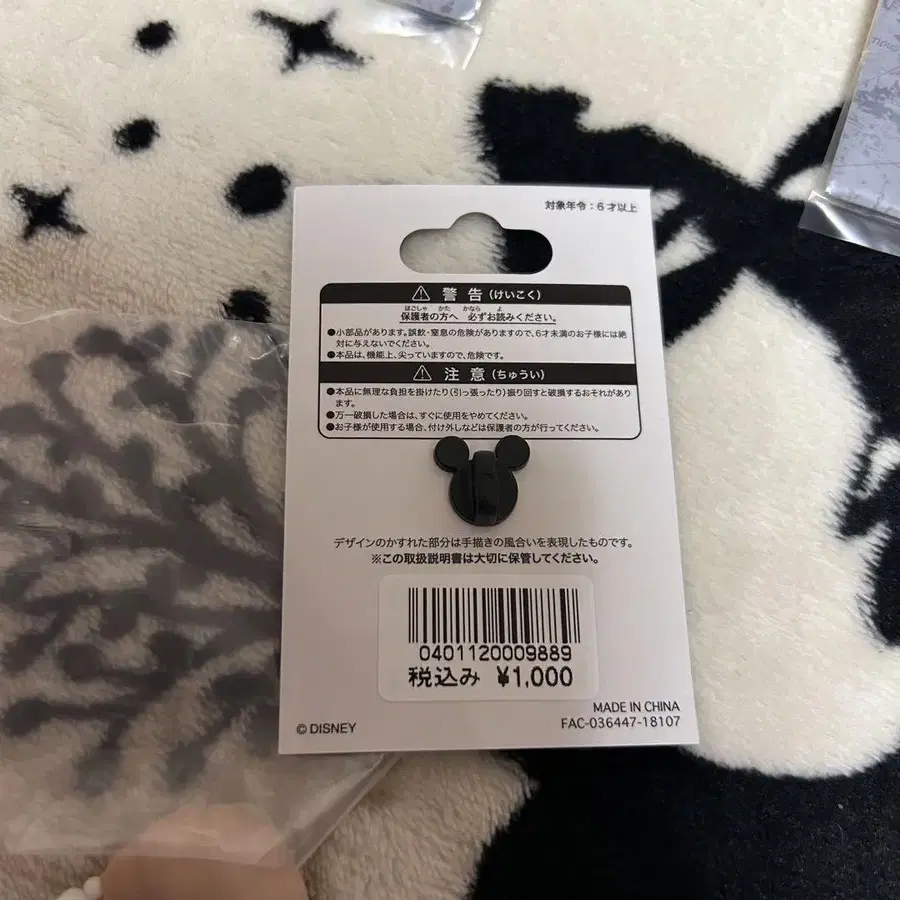 対象年令：6才以上
⚠ 警告（けいこく）
ほごしゃ かた かなら よ
保護者の方へ 必ずお読みください。
●小部品があります。誤飲・窒息の危険がありますので、6才未満のお子様には絶
対に与えないでください。
●本品は、機能上、尖っていますので、危険です。
⚠ 注意（ちゅうい）
●本品に無理な負担を掛けたり（引っ張ったり）振り回すと破損するおそれがあり
ます。
●万一破損した場合は、すぐに使用をやめてください。
●お子様が使用する場合、付け外しなどは保護者の方が行ってください。
デザインのかすれた部分は手描きの風合いを表現したものです。
※この取扱説明書は大切に保管してください。
0401120009889
税込み ¥1,000
MADE IN CHINA
© DISNEY
FAC-036447-18107